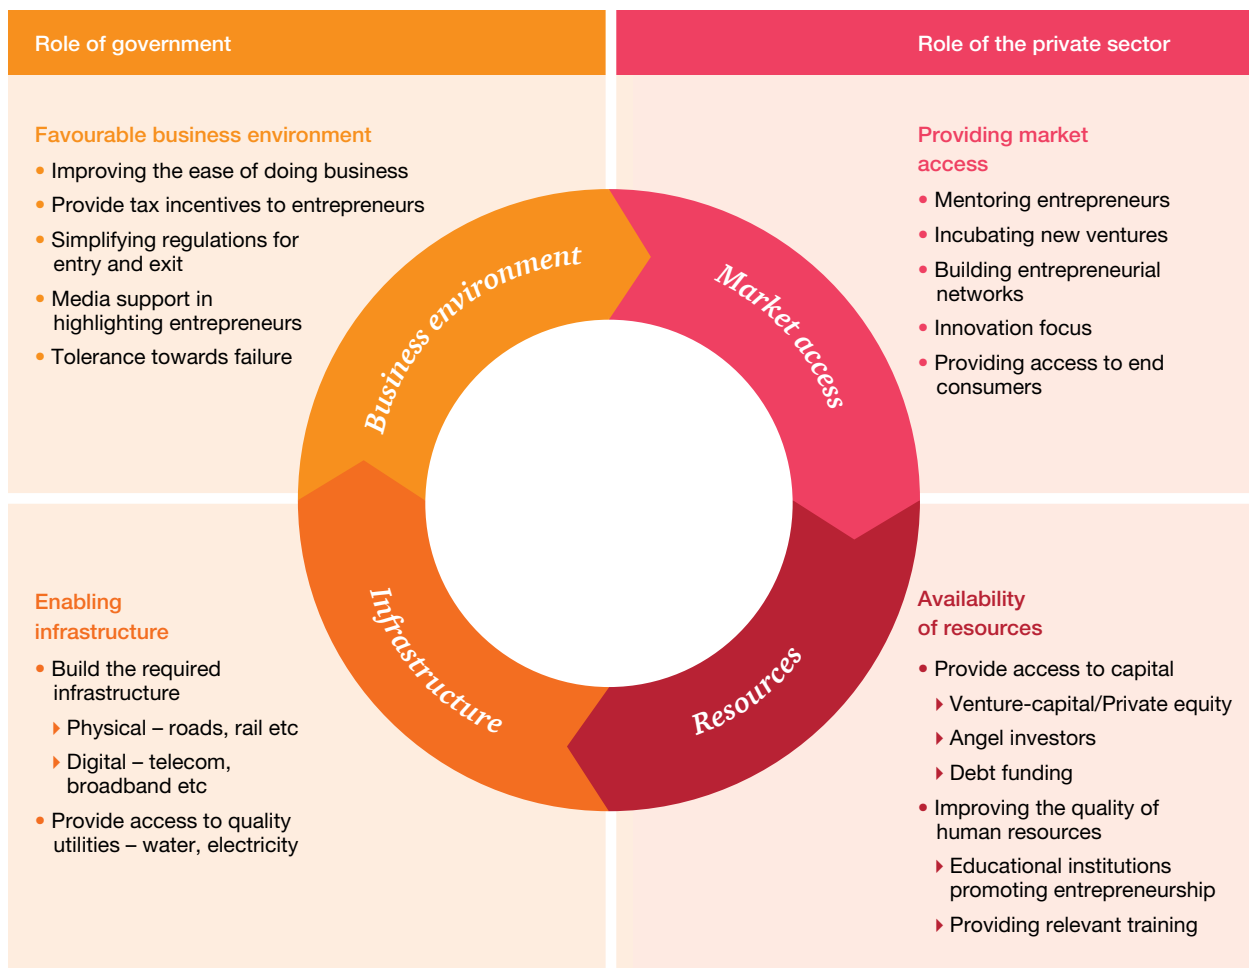 Role of government
Role of the private sector
Favourable business environment
• Improving the ease of doing business
• Provide tax incentives to entrepreneurs
• Simplifying regulations for
entry and exit
• Media support in
highlighting entrepreneurs
• Tolerance towards failure
Providing market
access
• Mentoring entrepreneurs
• Incubating new ventures
• Building entrepreneurial
networks
• Innovation focus
• Providing access to end
consumers
Business environment
Market access
Infrastructure
Resources
Enabling
infrastructure
• Build the required
infrastructure
Physical – roads, rail etc
Digital – telecom,
broadband etc
• Provide access to quality
utilities – water, electricity
Availability
of resources
• Provide access to capital
Venture-capital/Private equity
Angel investors
Debt funding
• Improving the quality of
human resources
Educational institutions
promoting entrepreneurship
Providing relevant training